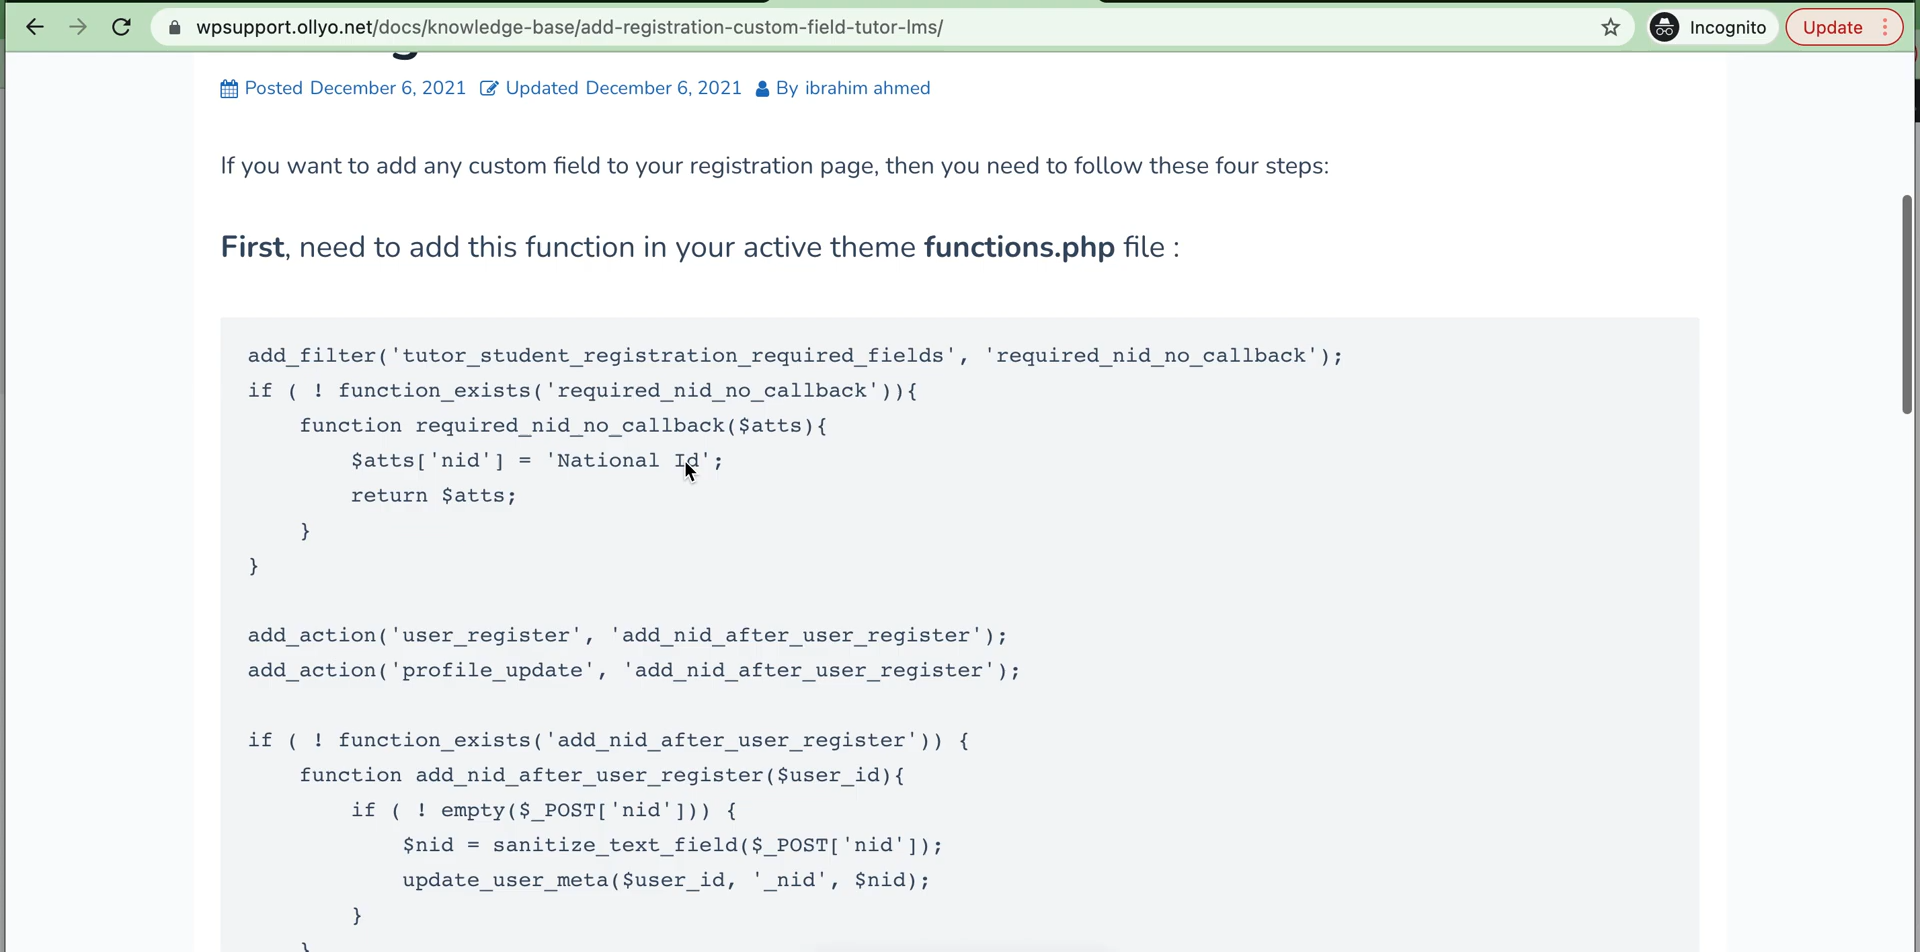 wpsupport.ollyo.net/docs/knowledge-base/add-registration-custom-field-tutor-lms/
Incognito
Update
Posted December 6, 2021 Updated December 6, 2021 By ibrahim ahmed
If you want to add any custom field to your registration page, then you need to follow these four steps:
First, need to add this function in your active theme functions.php file :
add_filter('tutor_student_registration_required_fields', 'required_nid_no_callback');
if ( ! function_exists('required_nid_no_callback')){
    function required_nid_no_callback($atts){
        $atts['nid'] = 'National Id';
        return $atts;
    }
}
add_action('user_register', 'add_nid_after_user_register');
add_action('profile_update', 'add_nid_after_user_register');
if ( ! function_exists('add_nid_after_user_register')) {
    function add_nid_after_user_register($user_id){
        if ( ! empty($_POST['nid'])) {
            $nid = sanitize_text_field($_POST['nid']);
            update_user_meta($user_id, '_nid', $nid);
        }
    }